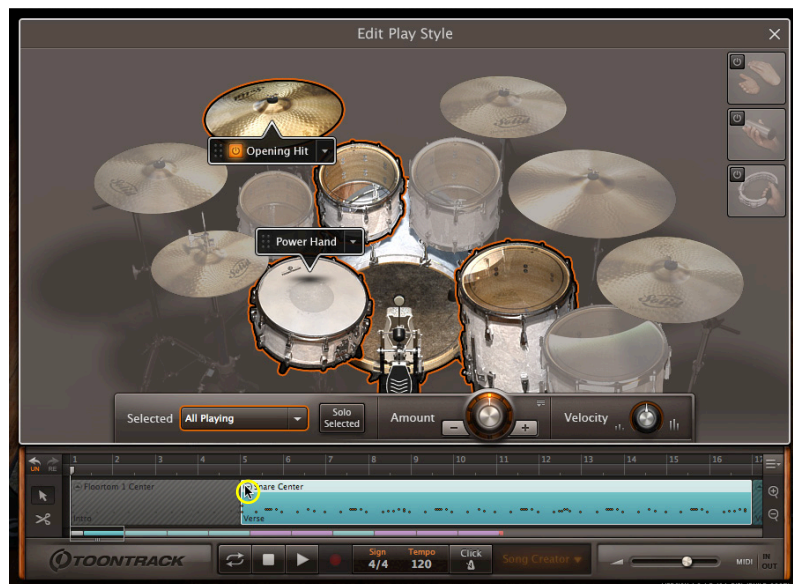 Edit Play Style
Opening Hit
Power Hand
Selected All Playing
Solo
Selected
Amount
Velocity
UN RE
1 2 3 4 5 6 7 8 9 10 11 12 13 14 15 16 17
Floortom 1 Center
Snare Center
Intro
Verse
TOONTRACK
Sign
4/4
Tempo
120
Click
Song Creator
MIDI
IN
OUT